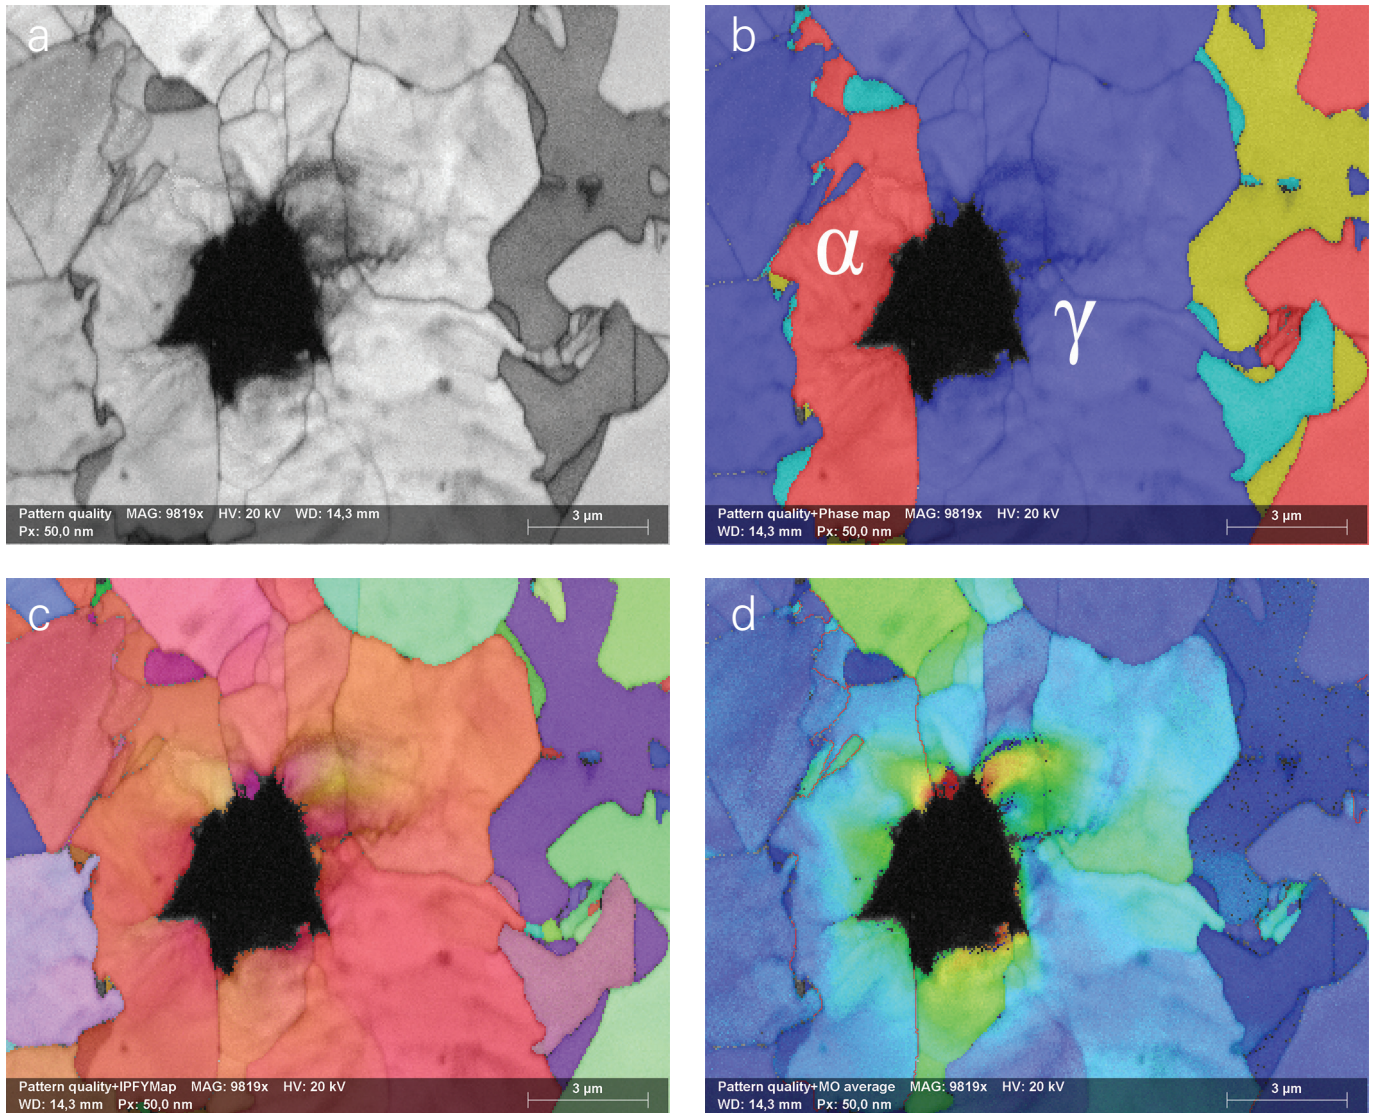 a
Pattern quality MAG: 9819x HV: 20 kV WD: 14,3 mm
Px: 50,0 nm
3 µm
b
α
γ
Pattern quality+Phase map MAG: 9819x HV: 20 kV
WD: 14,3 mm Px: 50,0 nm
3 µm
c
Pattern quality+IPFYMap MAG: 9819x HV: 20 kV
WD: 14,3 mm Px: 50,0 nm
3 µm
d
Pattern quality+MO average MAG: 9819x HV: 20 kV
WD: 14,3 mm Px: 50,0 nm
3 µm